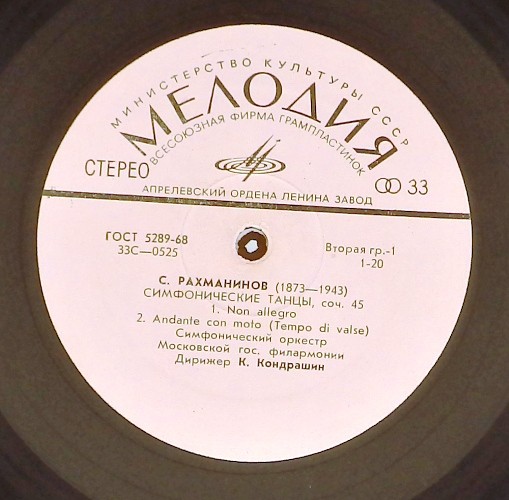 МИНИСТЕРСТВО КУЛЬТУРЫ СССР
МЕЛОДИЯ
ВСЕСОЮЗНАЯ ФИРМА ГРАМПЛАСТИНОК
СТЕРЕО
33
АПРЕЛЕВСКИЙ ОРДЕНА ЛЕНИНА ЗАВОД
ГОСТ 5289-68
33С—0525
Вторая гр.-1
1-20
С. РАХМАНИНОВ (1873—1943)
СИМФОНИЧЕСКИЕ ТАНЦЫ, соч. 45
1. Non allegro
2. Andante con moto (Tempo di valse)
Симфонический оркестр
Московской гос. филармонии
Дирижер К. Кондрашин